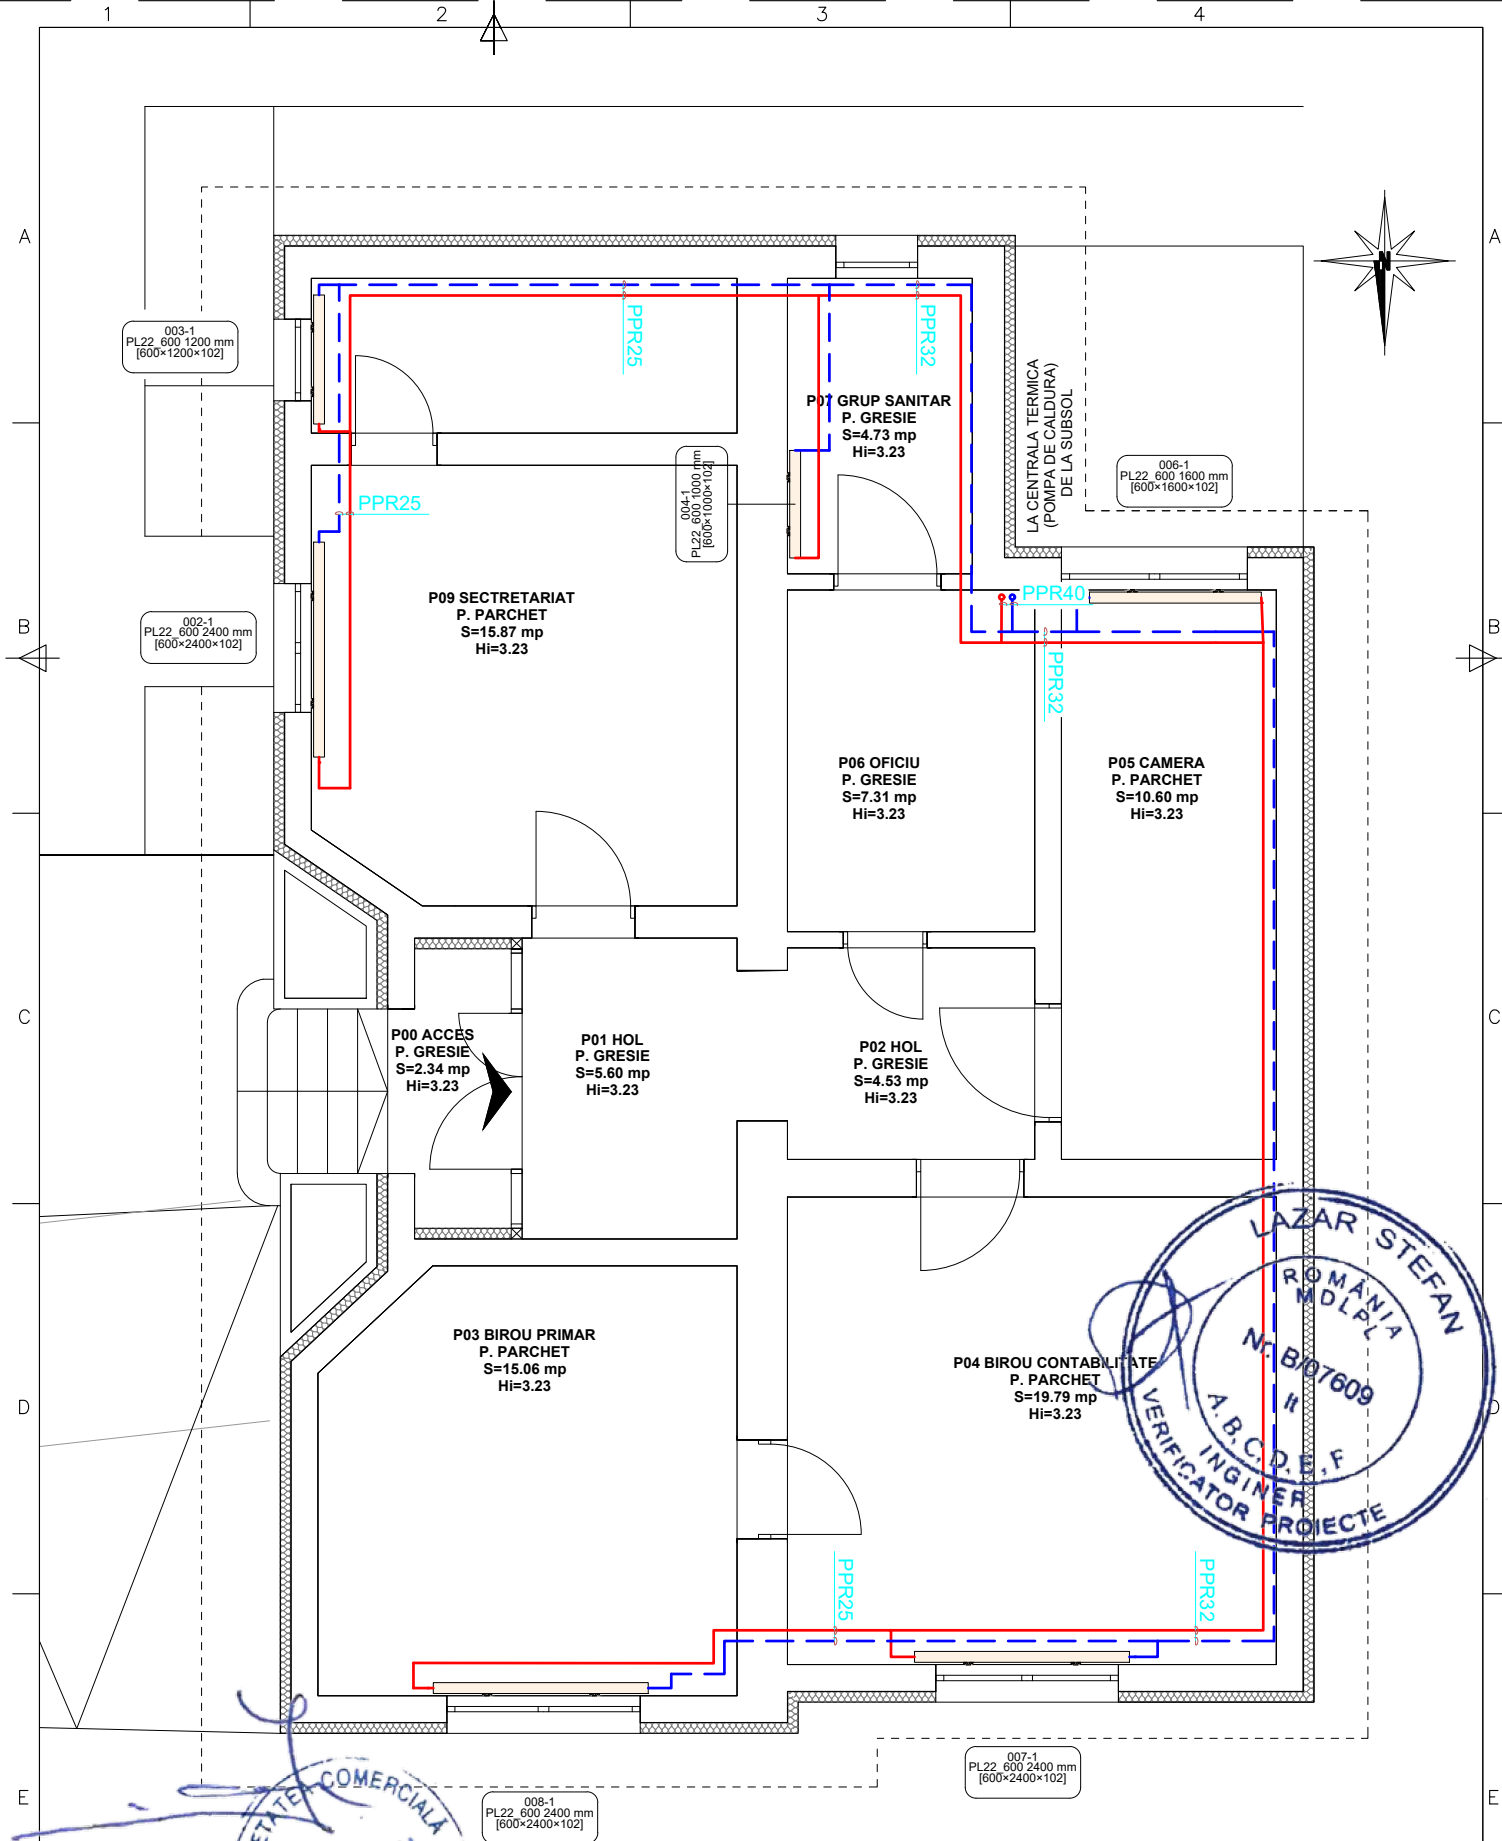 1
2
3
4
A
A
N
003-1
PL22_600 1200 mm
[600×1200×102]
PPR25
PPR32
P07 GRUP SANITAR
P. GRESIE
S=4.73 mp
Hi=3.23
LA CENTRALA TERMICA
(POMPA DE CALDURA)
DE LA SUBSOL
004-1
PL22_600 1000 mm
[600×1000×102]
006-1
PL22_600 1600 mm
[600×1600×102]
PPR25
PPR40
P09 SECTRETARIAT
P. PARCHET
S=15.87 mp
Hi=3.23
002-1
PL22_600 2400 mm
[600×2400×102]
B
B
PPR32
P06 OFICIU
P. GRESIE
S=7.31 mp
Hi=3.23
P05 CAMERA
P. PARCHET
S=10.60 mp
Hi=3.23
C
C
P00 ACCES
P. GRESIE
S=2.34 mp
Hi=3.23
P01 HOL
P. GRESIE
S=5.60 mp
Hi=3.23
P02 HOL
P. GRESIE
S=4.53 mp
Hi=3.23
LAZAR STEFAN
ROMÂNIA
MDLPL
Nr. B/07609
It
A, B, C, D, E, F
INGINER
VERIFICATOR PROIECTE
P03 BIROU PRIMAR
P. PARCHET
S=15.06 mp
Hi=3.23
P04 BIROU CONTABILITATE
P. PARCHET
S=19.79 mp
Hi=3.23
D
D
PPR25
PPR32
007-1
PL22_600 2400 mm
[600×2400×102]
E
E
COMERCIALĂ
008-1
PL22_600 2400 mm
[600×2400×102]